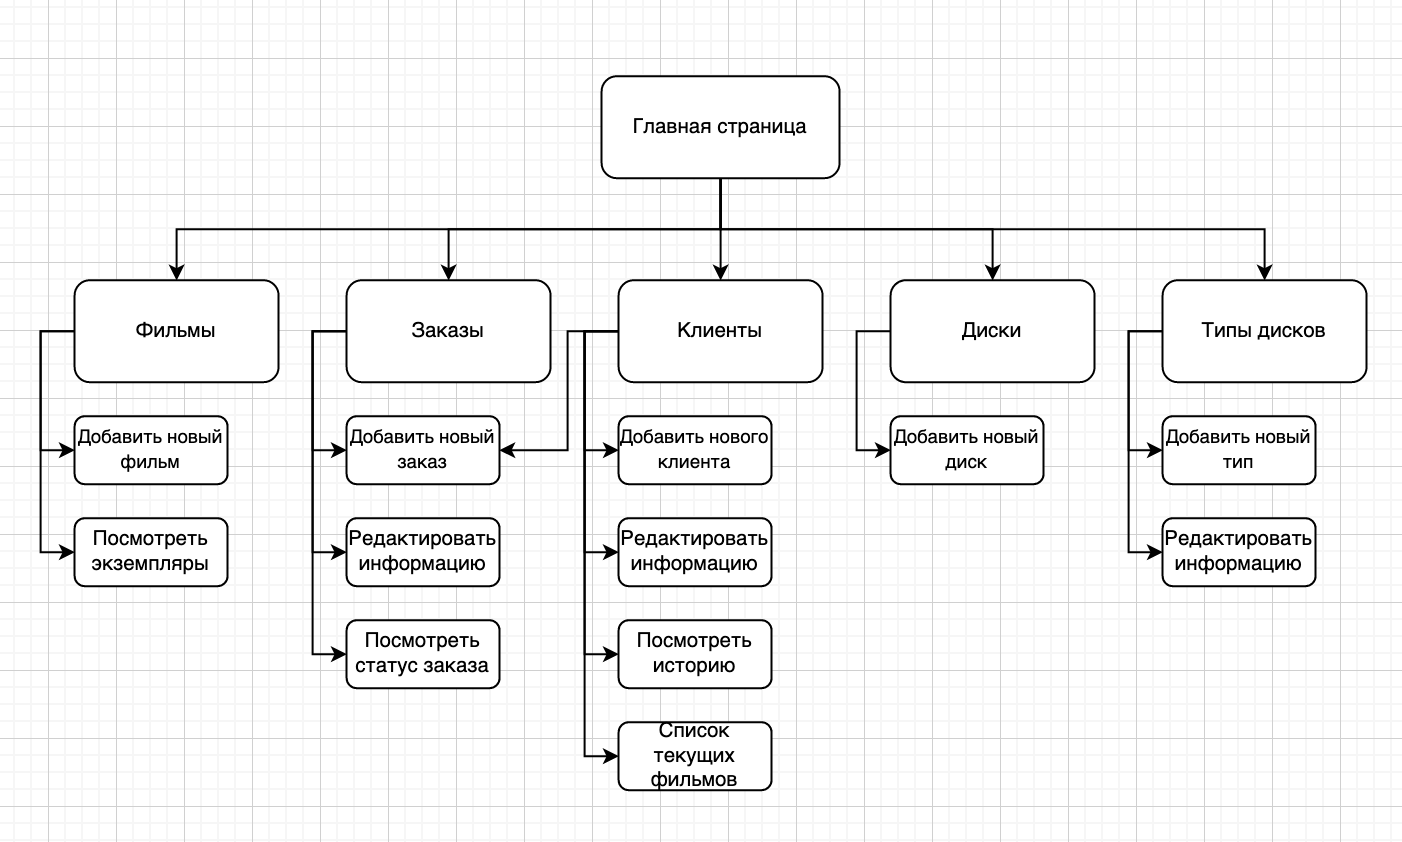 Главная страница
Фильмы
Заказы
Клиенты
Диски
Типы дисков
Добавить новый
фильм
Добавить новый
заказ
Добавить нового
клиента
Добавить новый
диск
Добавить новый
тип
Посмотреть
экземпляры
Редактировать
информацию
Редактировать
информацию
Редактировать
информацию
Посмотреть
статус заказа
Посмотреть
историю
Список
текущих
фильмов